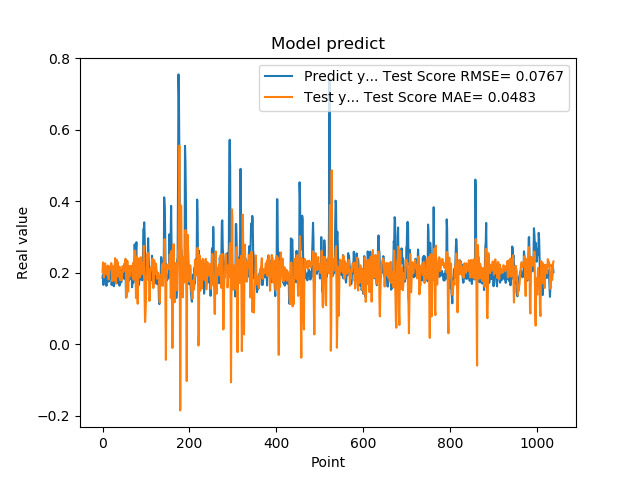 Model predict
Predict y... Test Score RMSE= 0.0767
Test y... Test Score MAE= 0.0483
0.8
0.6
0.4
0.2
0.0
−0.2
Real value
0 200 400 600 800 1000
Point